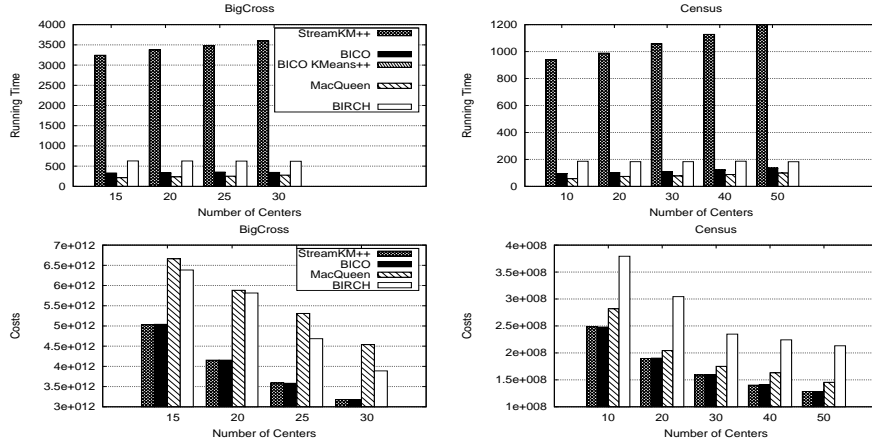 BigCross
Running Time
4000
3500
3000
2500
2000
1500
1000
500
0
StreamKM++
BICO
BICO KMeans++
MacQueen
BIRCH
15 20 25 30
Number of Centers
Census
Running Time
1200
1000
800
600
400
200
0
10 20 30 40 50
Number of Centers
BigCross
Costs
7e+012
6.5e+012
6e+012
5.5e+012
5e+012
4.5e+012
4e+012
3.5e+012
3e+012
StreamKM++
BICO
MacQueen
BIRCH
15 20 25 30
Number of Centers
Census
Costs
4e+008
3.5e+008
3e+008
2.5e+008
2e+008
1.5e+008
1e+008
10 20 30 40 50
Number of Centers